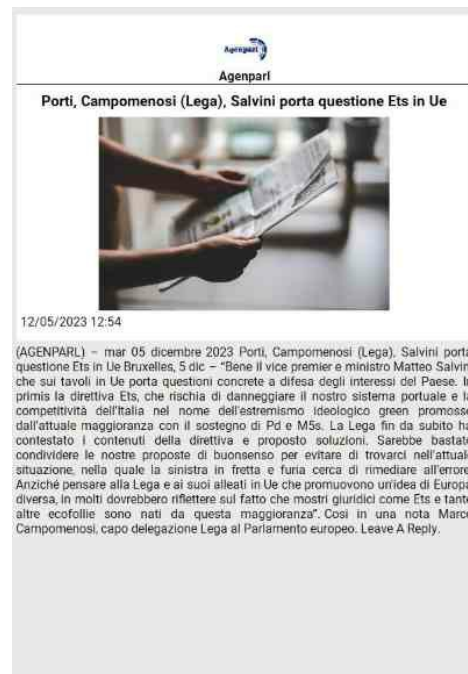 Agenparl
Agenparl
Porti, Campomenosi (Lega), Salvini porta questione Ets in Ue
12/05/2023 12:54
(AGENPARL) – mar 05 dicembre 2023 Porti, Campomenosi (Lega), Salvini porta
questione Ets in Ue Bruxelles, 5 dic – “Bene il vice premier e ministro Matteo Salvin
che sui tavoli in Ue porta questioni concrete a difesa degli interessi del Paese. I
primis la direttiva Ets, che rischia di danneggiare il nostro sistema portuale e l
competitività dell'Italia nel nome dell'estremismo ideologico green promoss
dall'attuale maggioranza con il sostegno di Pd e M5s. La Lega fin da subito h
contestato i contenuti della direttiva e proposto soluzioni. Sarebbe bastat
condividere le nostre proposte di buonsenso per evitare di trovarci nell'attual
situazione, nella quale la sinistra in fretta e furia cerca di rimediare all'errore
Anziché pensare alla Lega e ai suoi alleati in Ue che promuovono un'idea di Europa
diversa, in molti dovrebbero riflettere sul fatto che mostri giuridici come Ets e tant
altre ecofollie sono nati da questa maggioranza”. Così in una nota Marc
Campomenosi, capo delegazione Lega al Parlamento europeo. Leave A Reply.